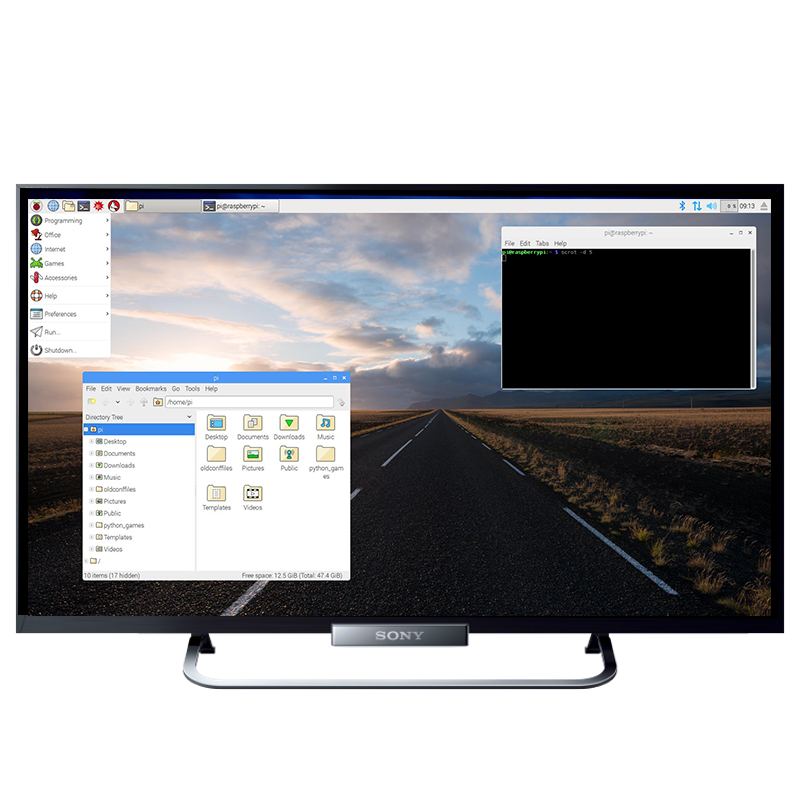 pi
pi@raspberrypi: ~
0 %
09:13
Programming
Office
Internet
Games
Accessories
Help
Preferences
Run...
Shutdown...
pi@raspberrypi: ~
File Edit Tabs Help
pi@raspberrypi:~ $ scrot -d 5
pi
File Edit View Bookmarks Go Tools Help
/home/pi
Directory Tree
pi
Desktop
Documents
Downloads
Music
oldconffiles
Pictures
Public
python_games
Templates
Videos
/
Desktop Documents Downloads Music
oldconffiles Pictures Public python_gam
es
Templates Videos
10 items (17 hidden) Free space: 12.5 GiB (Total: 47.4 GiB)
SONY